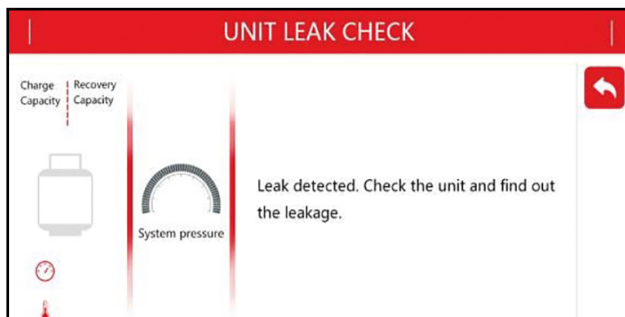 UNIT LEAK CHECK
Charge
Capacity
Recovery
Capacity
System pressure
Leak detected. Check the unit and find out
the leakage.